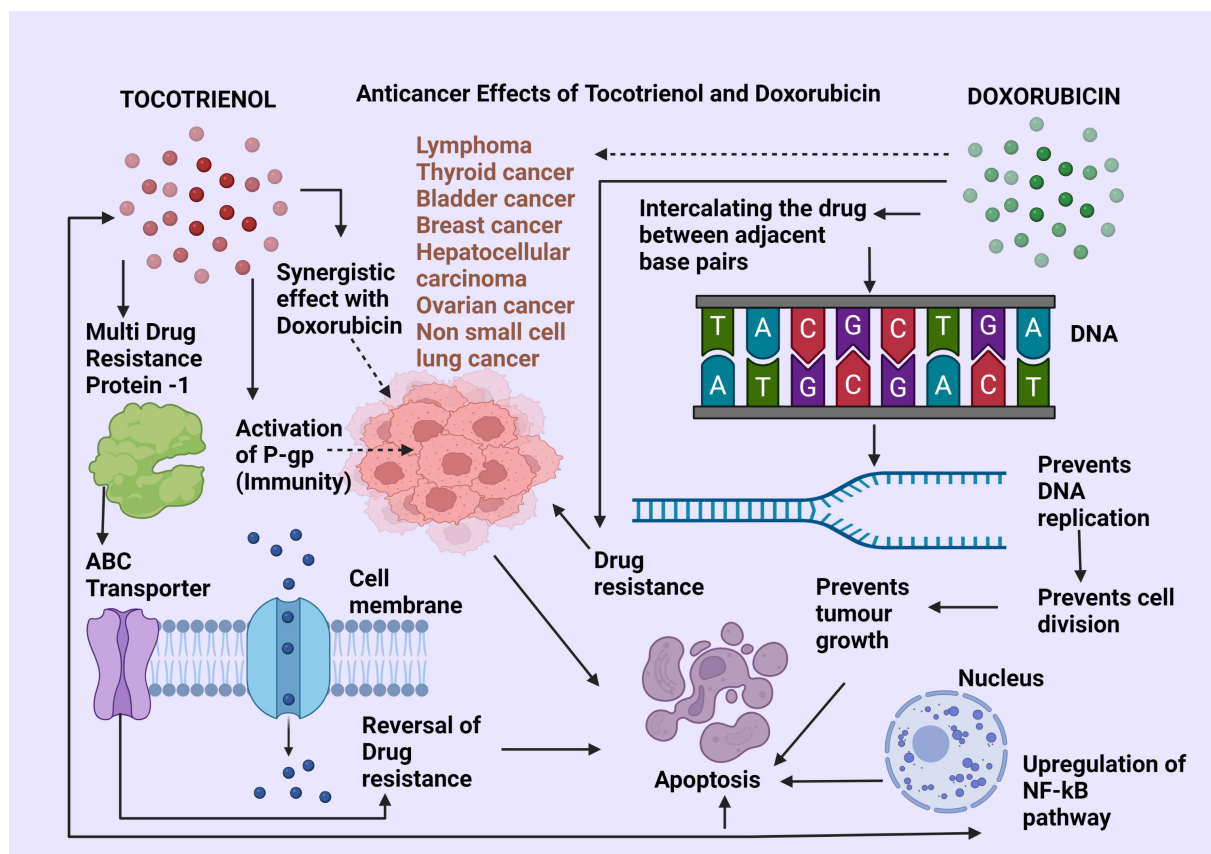 Anticancer Effects of Tocotrienol and Doxorubicin
TOCOTRIENOL
DOXORUBICIN
Lymphoma
Thyroid cancer
Bladder cancer
Breast cancer
Hepatocellular
carcinoma
Ovarian cancer
Non small cell
lung cancer
Intercalating the drug
between adjacent
base pairs
Synergistic
effect with
Doxorubicin
Multi Drug
Resistance
Protein -1
T A C G C T G A
A T G C G A C T
DNA
Activation
of P-gp
(Immunity)
Prevents
DNA
replication
ABC
Transporter
Cell
membrane
Drug
resistance
Prevents
tumour
growth
Prevents cell
division
Nucleus
Reversal of
Drug
resistance
Apoptosis
Upregulation of
NF-kB
pathway